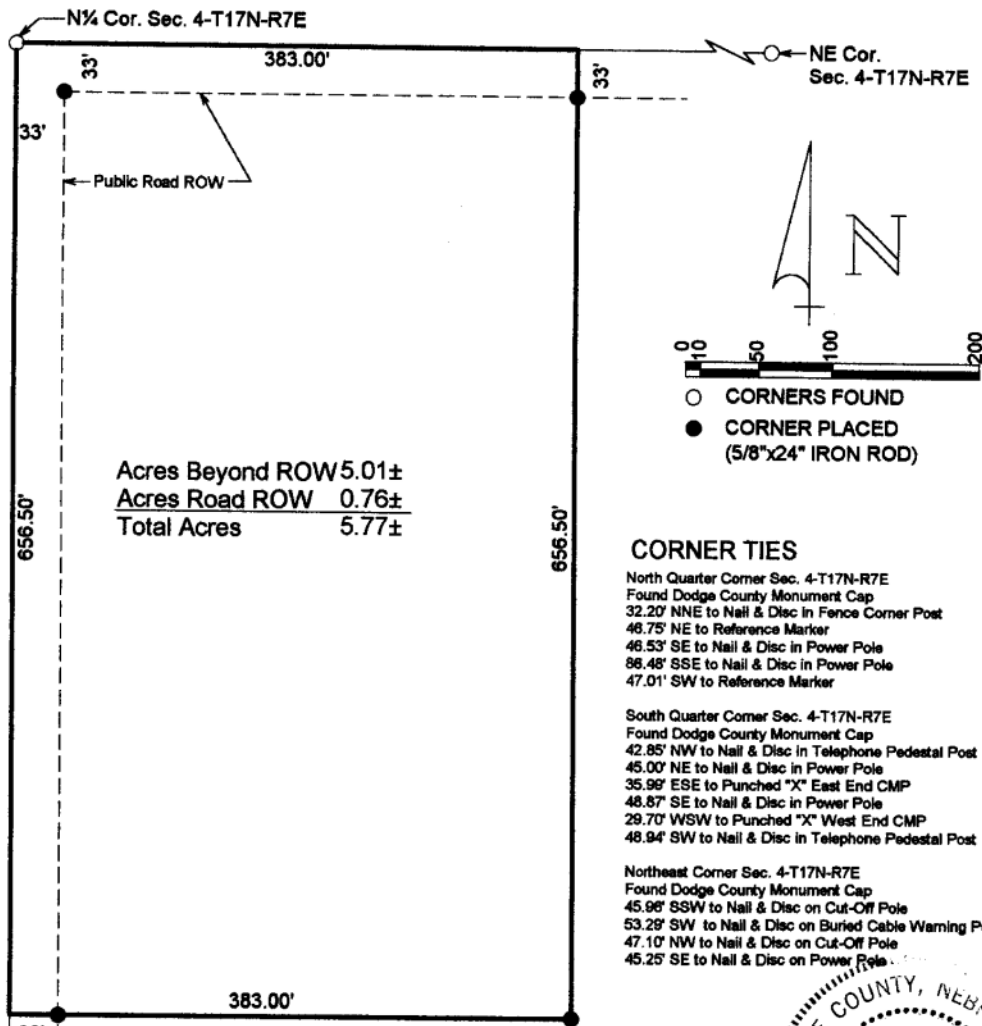 N¼ Cor. Sec. 4-T17N-R7E
383.00'
NE Cor.
Sec. 4-T17N-R7E
33'
33'
33'
Public Road ROW
N
0 10 50 100 200
CORNERS FOUND
CORNER PLACED
(5/8"x24" IRON ROD)
Acres Beyond ROW 5.01±
Acres Road ROW 0.76±
Total Acres 5.77±
656.50'
656.50'
CORNER TIES
North Quarter Corner Sec. 4-T17N-R7E
Found Dodge County Monument Cap
32.20' NNE to Nail & Disc in Fence Corner Post
46.75' NE to Reference Marker
46.53' SE to Nail & Disc in Power Pole
86.48' SSE to Nail & Disc in Power Pole
47.01' SW to Reference Marker
South Quarter Corner Sec. 4-T17N-R7E
Found Dodge County Monument Cap
42.85' NW to Nail & Disc in Telephone Pedestal Post
45.00' NE to Nail & Disc in Power Pole
35.99' ESE to Punched "X" East End CMP
48.87' SE to Nail & Disc in Power Pole
29.70' WSW to Punched "X" West End CMP
48.94' SW to Nail & Disc in Telephone Pedestal Post
Northeast Corner Sec. 4-T17N-R7E
Found Dodge County Monument Cap
45.96' SSW to Nail & Disc on Cut-Off Pole
53.29' SW to Nail & Disc on Buried Cable Warning
47.10' NW to Nail & Disc on Cut-Off Pole
45.25' SE to Nail & Disc on Power Pole
383.00'
COUNTY,